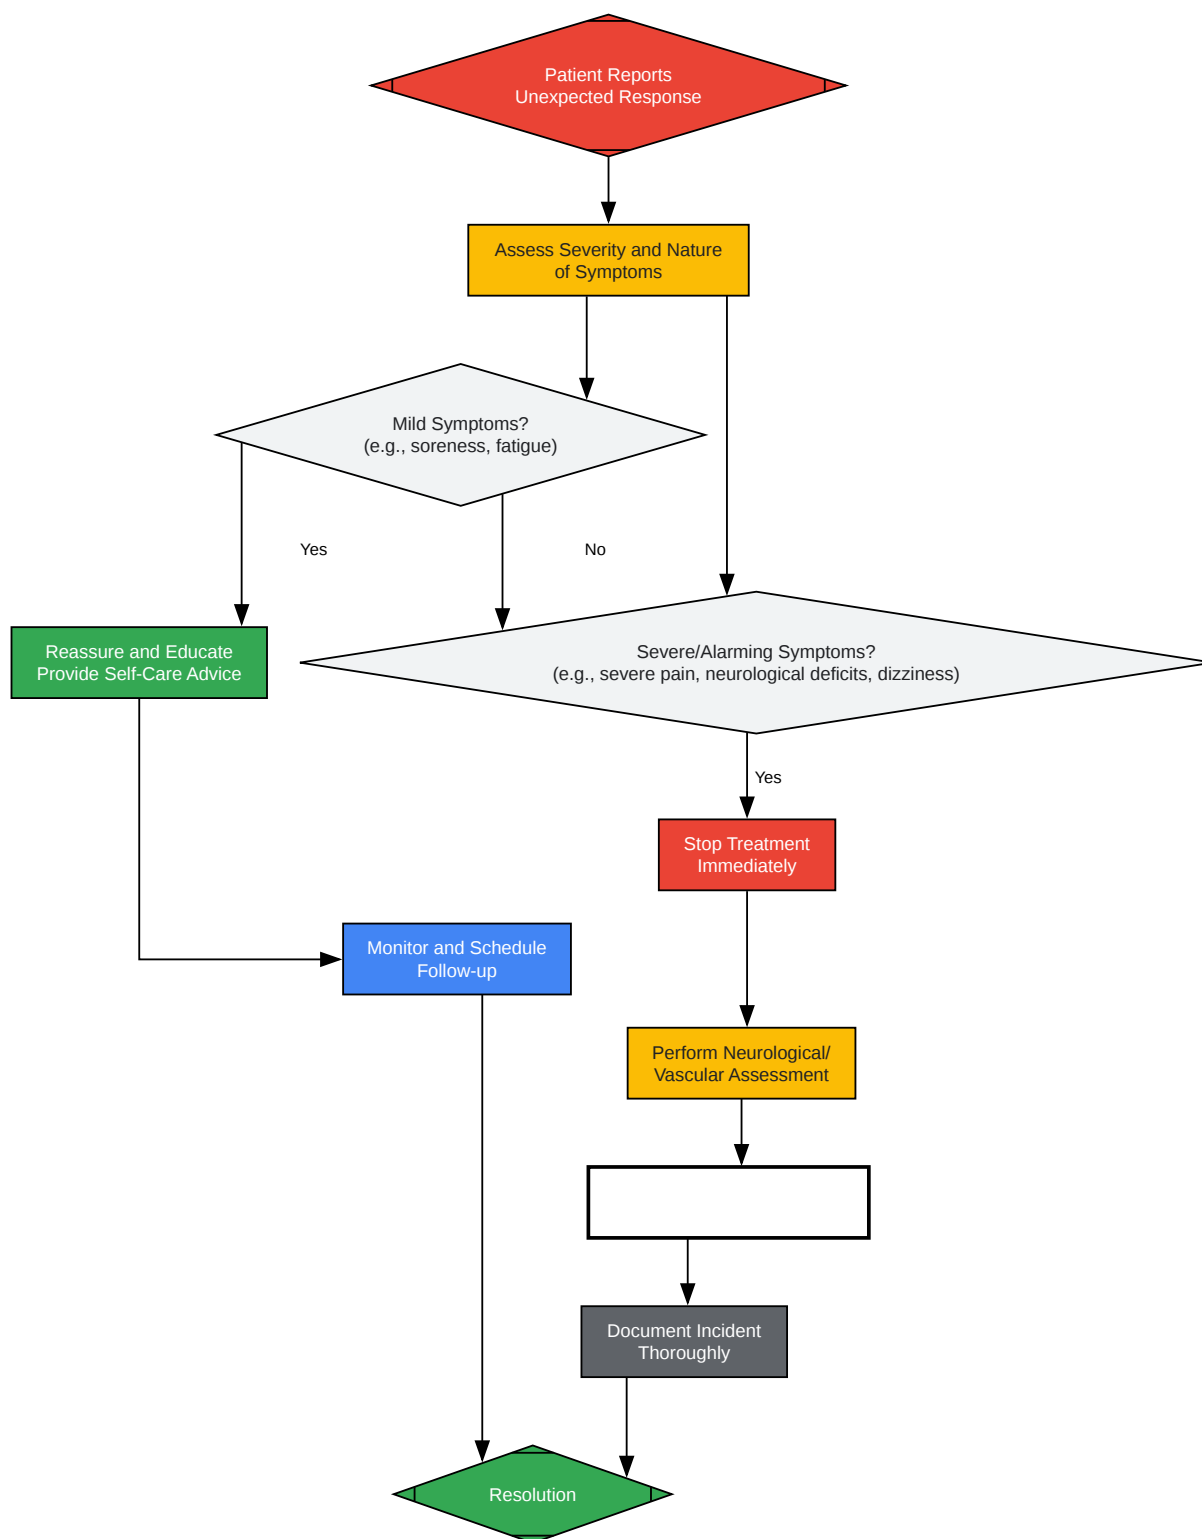 Patient Reports
Unexpected Response
Assess Severity and Nature
of Symptoms
Mild Symptoms?
(e.g., soreness, fatigue)
Yes
No
Reassure and Educate
Provide Self-Care Advice
Severe/Alarming Symptoms?
(e.g., severe pain, neurological deficits, dizziness)
Yes
Stop Treatment
Immediately
Monitor and Schedule
Follow-up
Perform Neurological/
Vascular Assessment
Document Incident
Thoroughly
Resolution